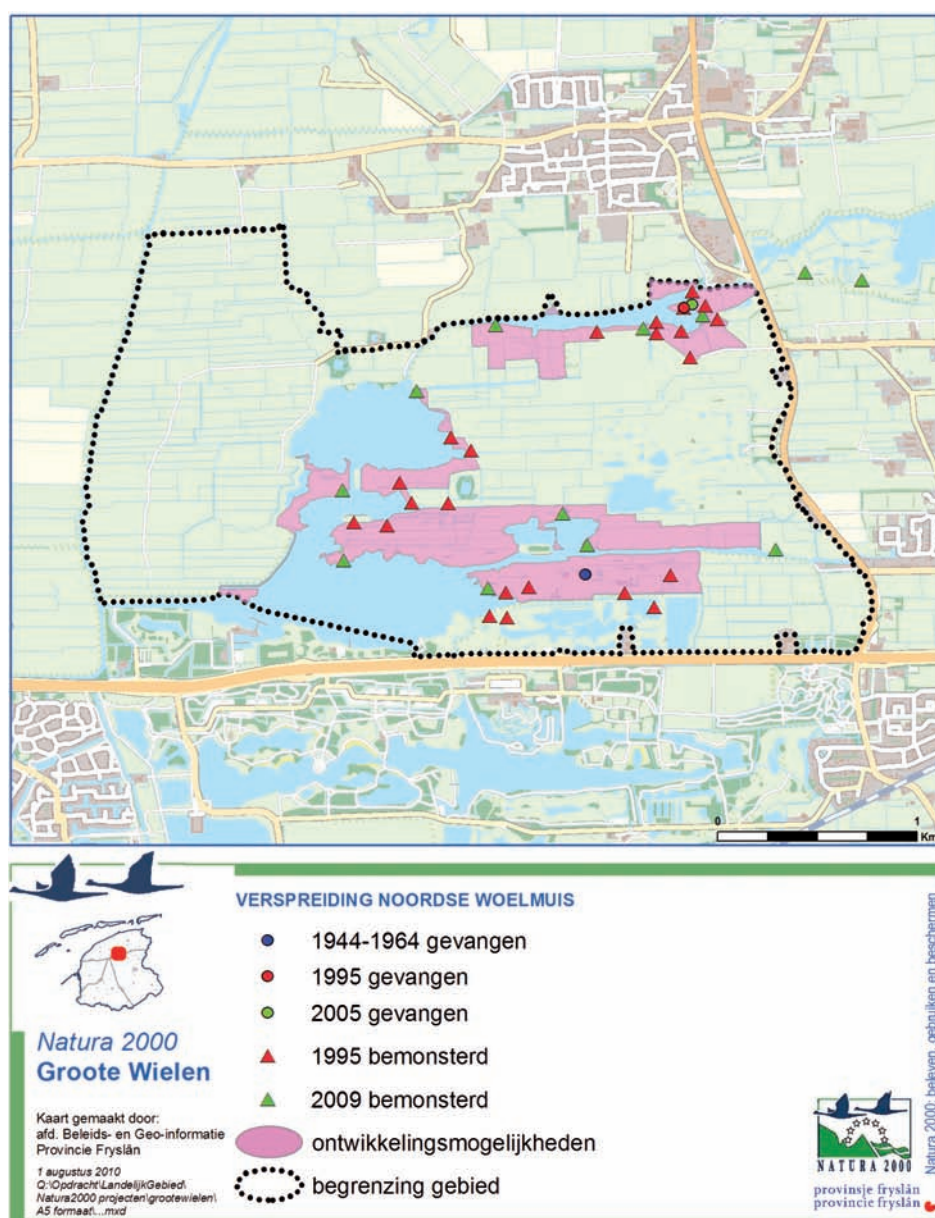 0 1
Km
Natura 2000
Groote Wielen
Kaart gemaakt door:
afd. Beleids- en Geo-informatie
Provincie Fryslân
1 augustus 2010
Q:\Opdracht\LandelijkGebied\
Natura2000 projecten\grootewielen\
A5 formaat\...mxd
VERSPREIDING NOORDSE WOELMUIS
1944-1964 gevangen
1995 gevangen
2005 gevangen
1995 bemonsterd
2009 bemonsterd
ontwikkelingsmogelijkheden
begrenzing gebied
NATURA 2000
provinsje fryslân
provincie fryslân
Natura 2000: beleven, gebruiken en beschermen